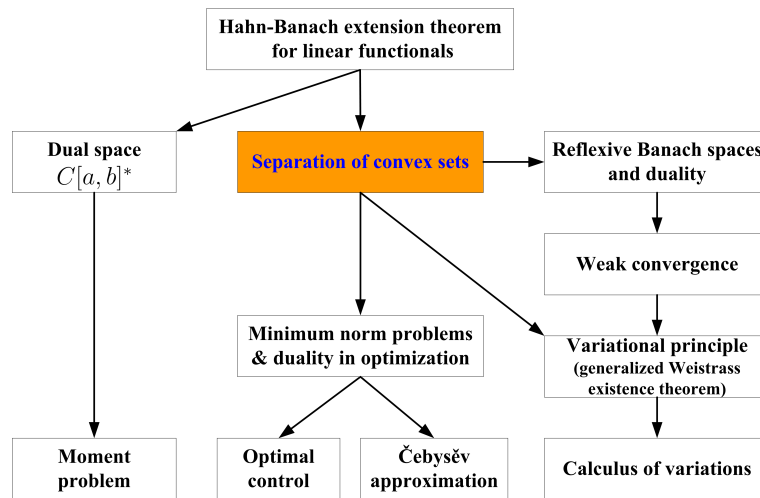 Hahn-Banach extension theorem
for linear functionals
Dual space
C[a, b]*
Separation of convex sets
Reflexive Banach spaces
and duality
Weak convergence
Minimum norm problems
& duality in optimization
Variational principle
(generalized Weistrass
existence theorem)
Moment
problem
Optimal
control
Čebysěv
approximation
Calculus of variations